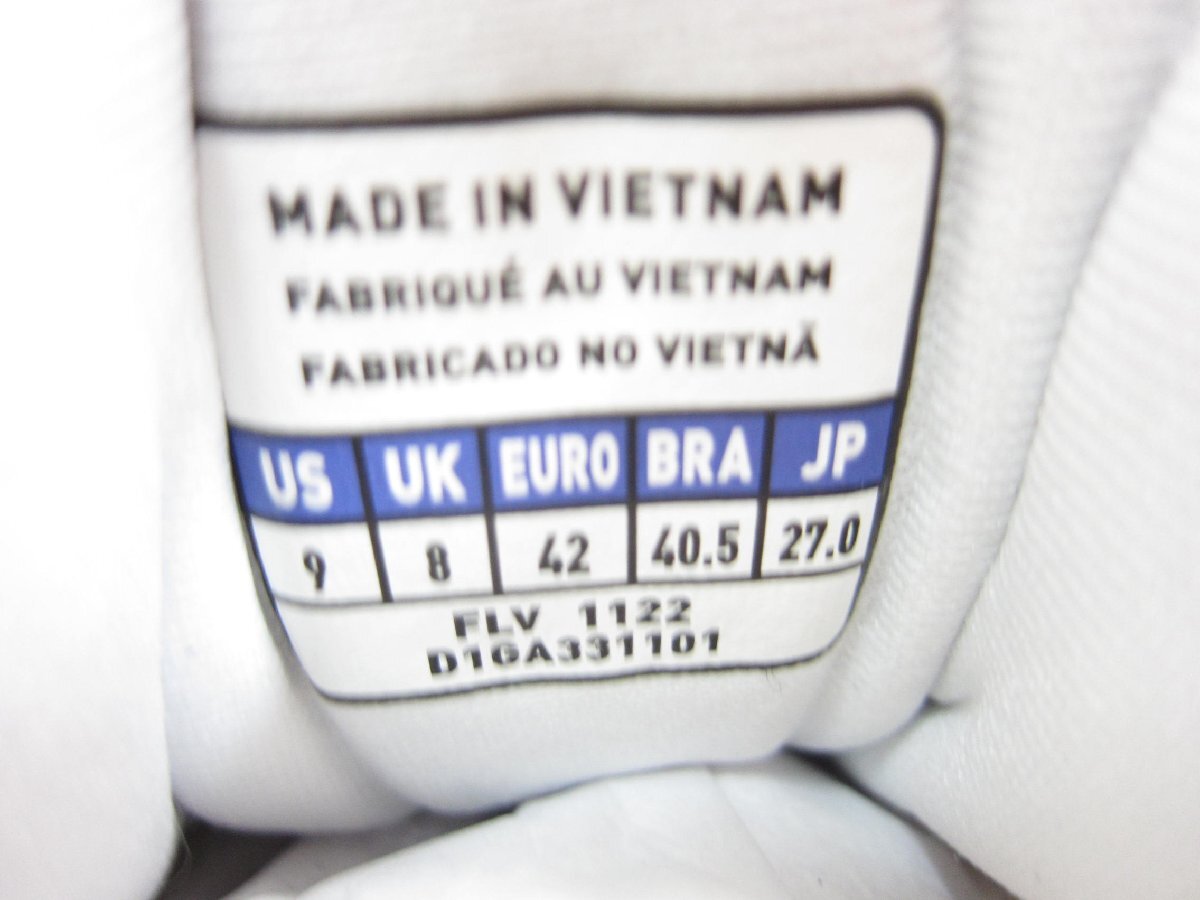 MADE IN VIETNAM
FABRIQUÉ AU VIETNAM
FABRICADO NO VIETNÃ
US UK EURO BRA JP
9 8 42 40.5 27.0
FLV 1122
D1GA331101